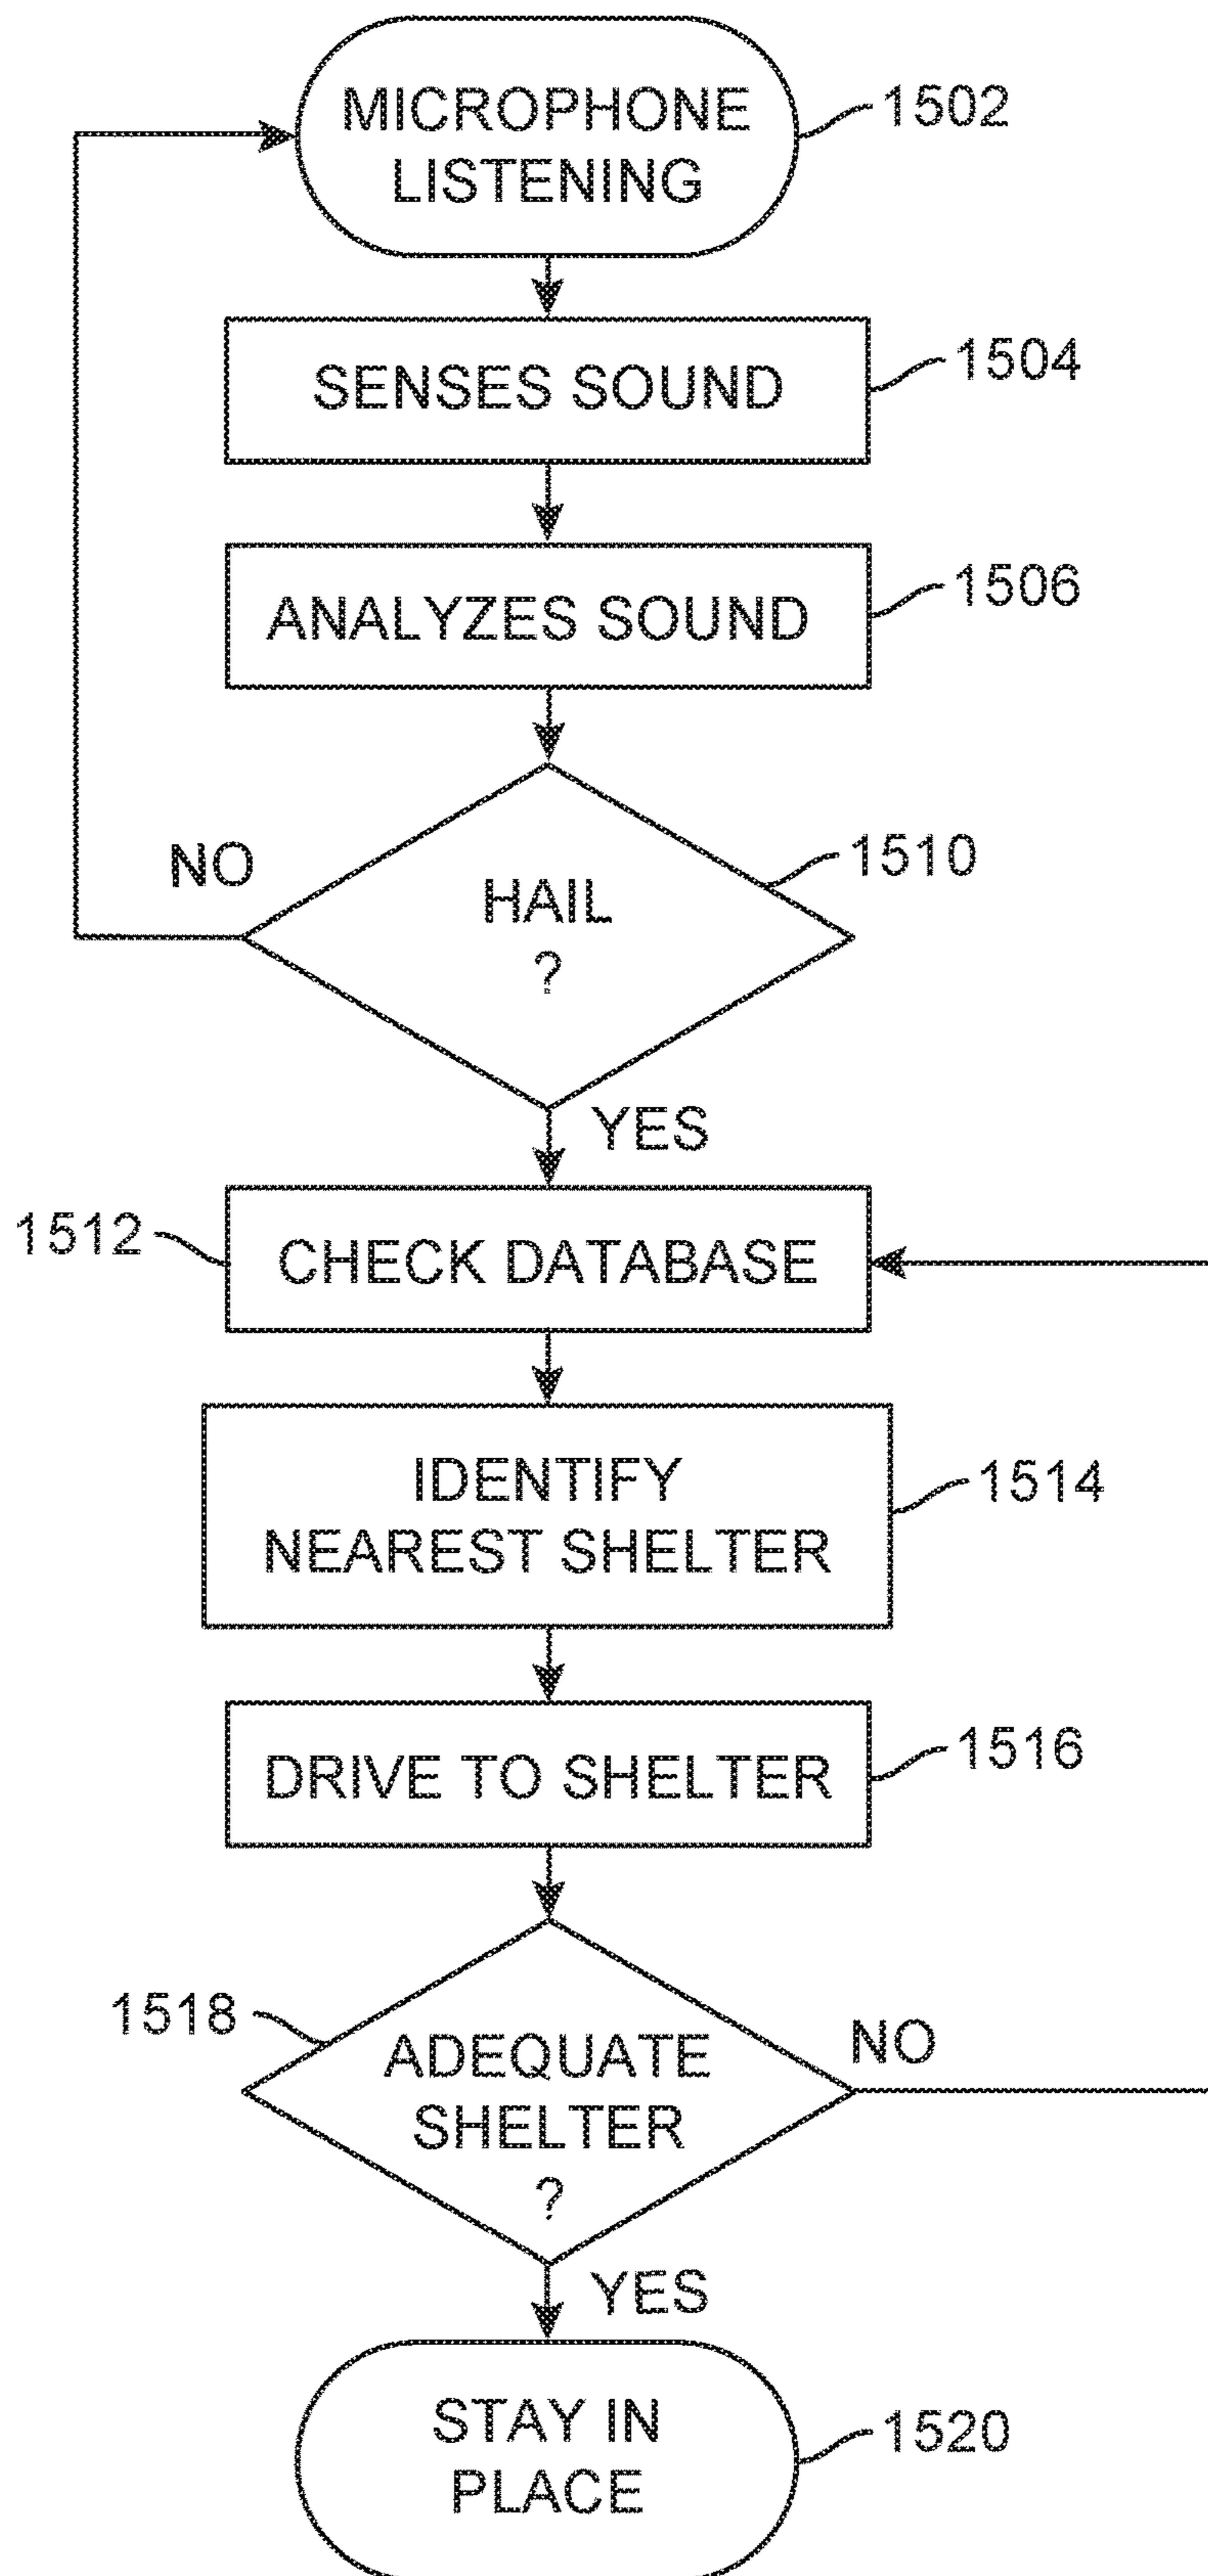 MICROPHONE
LISTENING
1502
SENSES SOUND
1504
ANALYZES SOUND
1506
NO
HAIL
?
1510
YES
1512
CHECK DATABASE
IDENTIFY
NEAREST SHELTER
1514
DRIVE TO SHELTER
1516
1518
ADEQUATE
SHELTER
?
NO
YES
STAY IN
PLACE
1520